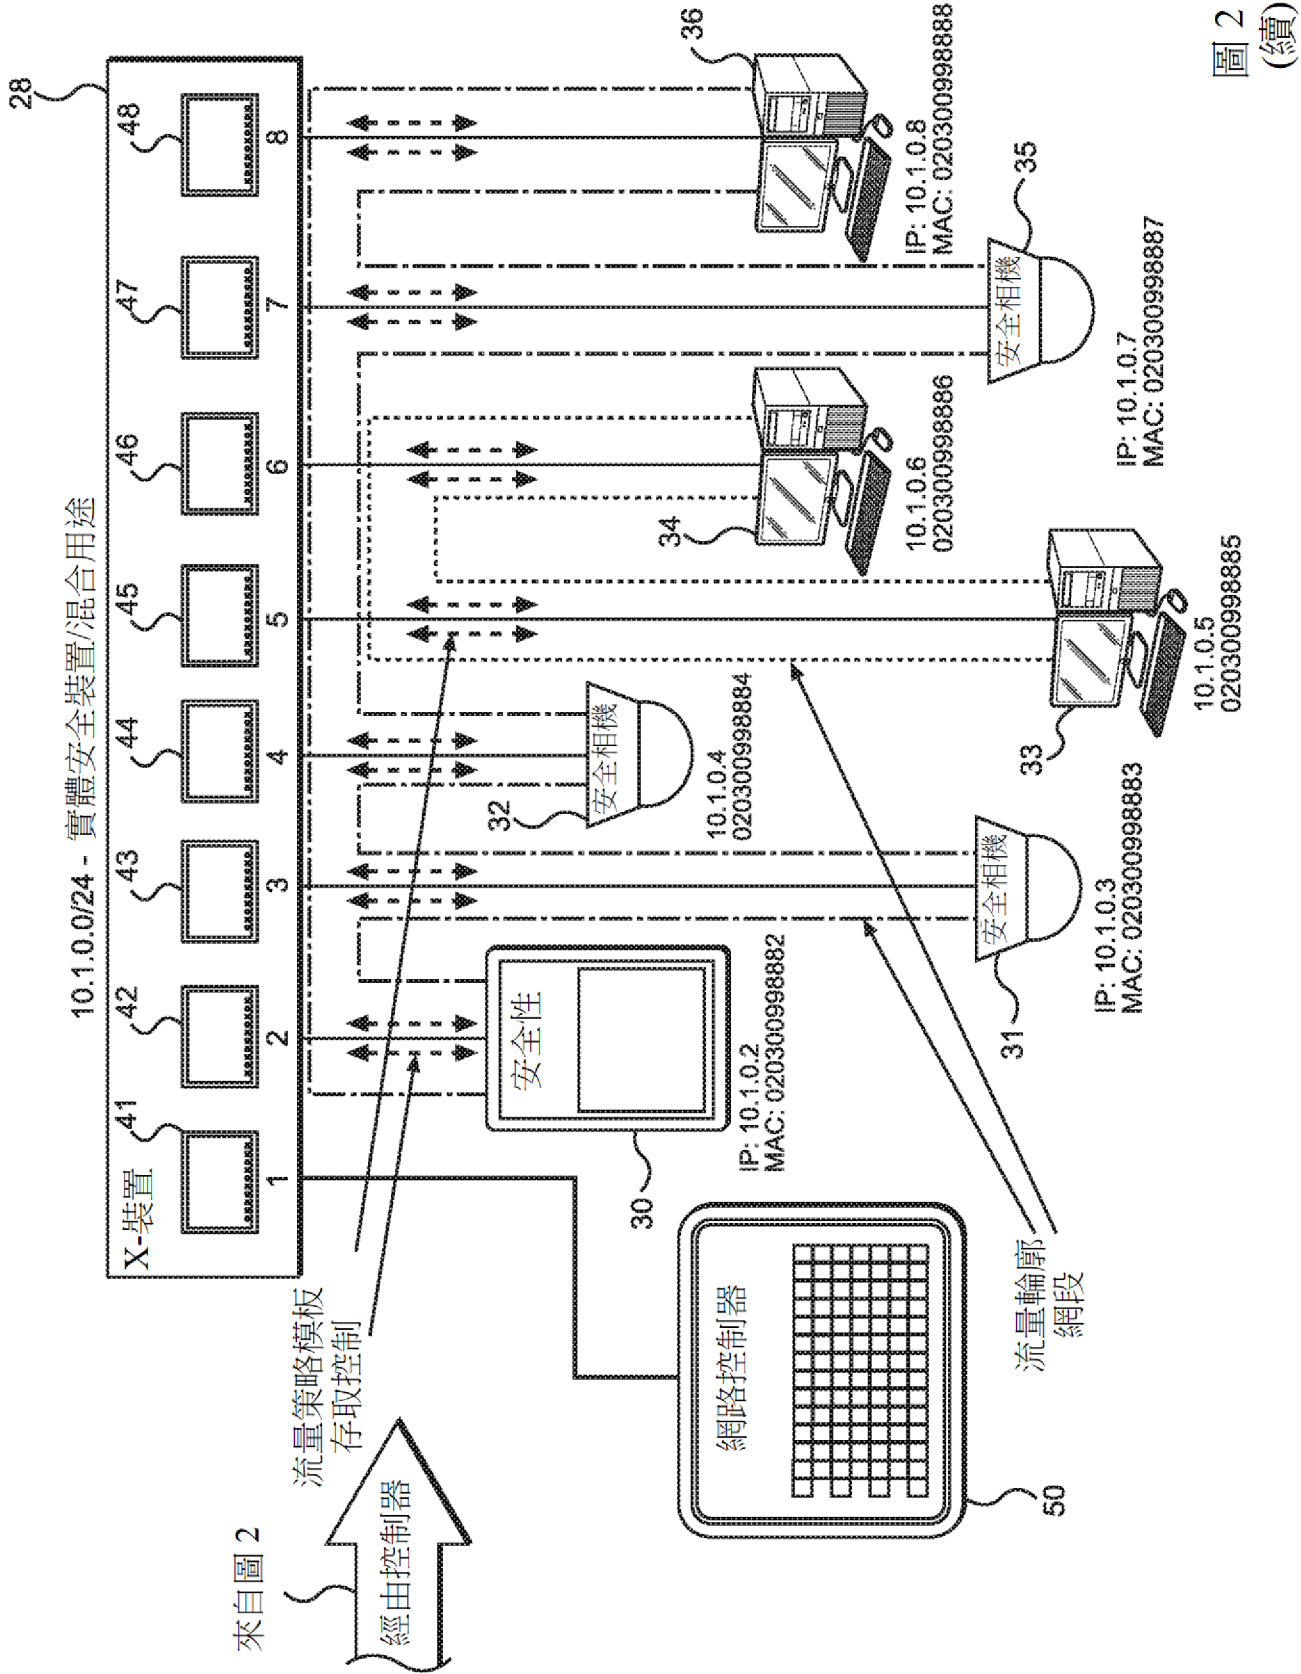 10.1.0.0/24 - 實體安全裝置/混合用途
28
X-裝置
41
42
43
44
45
46
47
48
1
2
3
4
5
6
7
8
來自圖 2
經由控制器
流量策略模板
存取控制
網路控制器
50
安全性
30
IP: 10.1.0.2
MAC: 020300998882
安全相機
31
IP: 10.1.0.3
MAC: 020300998883
安全相機
32
10.1.0.4
020300998884
33
10.1.0.5
020300998885
34
10.1.0.6
020300998886
安全相機
35
IP: 10.1.0.7
MAC: 020300998887
36
IP: 10.1.0.8
MAC: 020300998888
流量輪廓
網段
圖 2
(續)